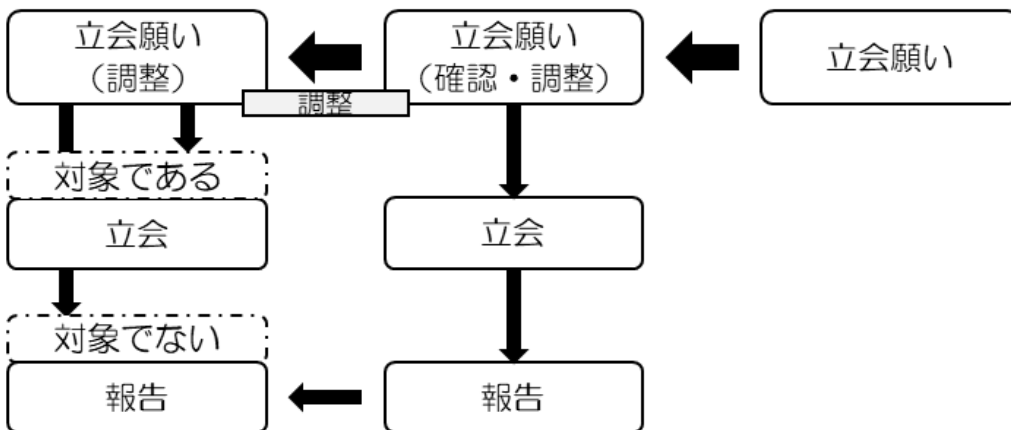 立会願い
（調整）
立会願い
（確認・調整）
立会願い
調整
対象である
立会
立会
対象でない
報告
報告